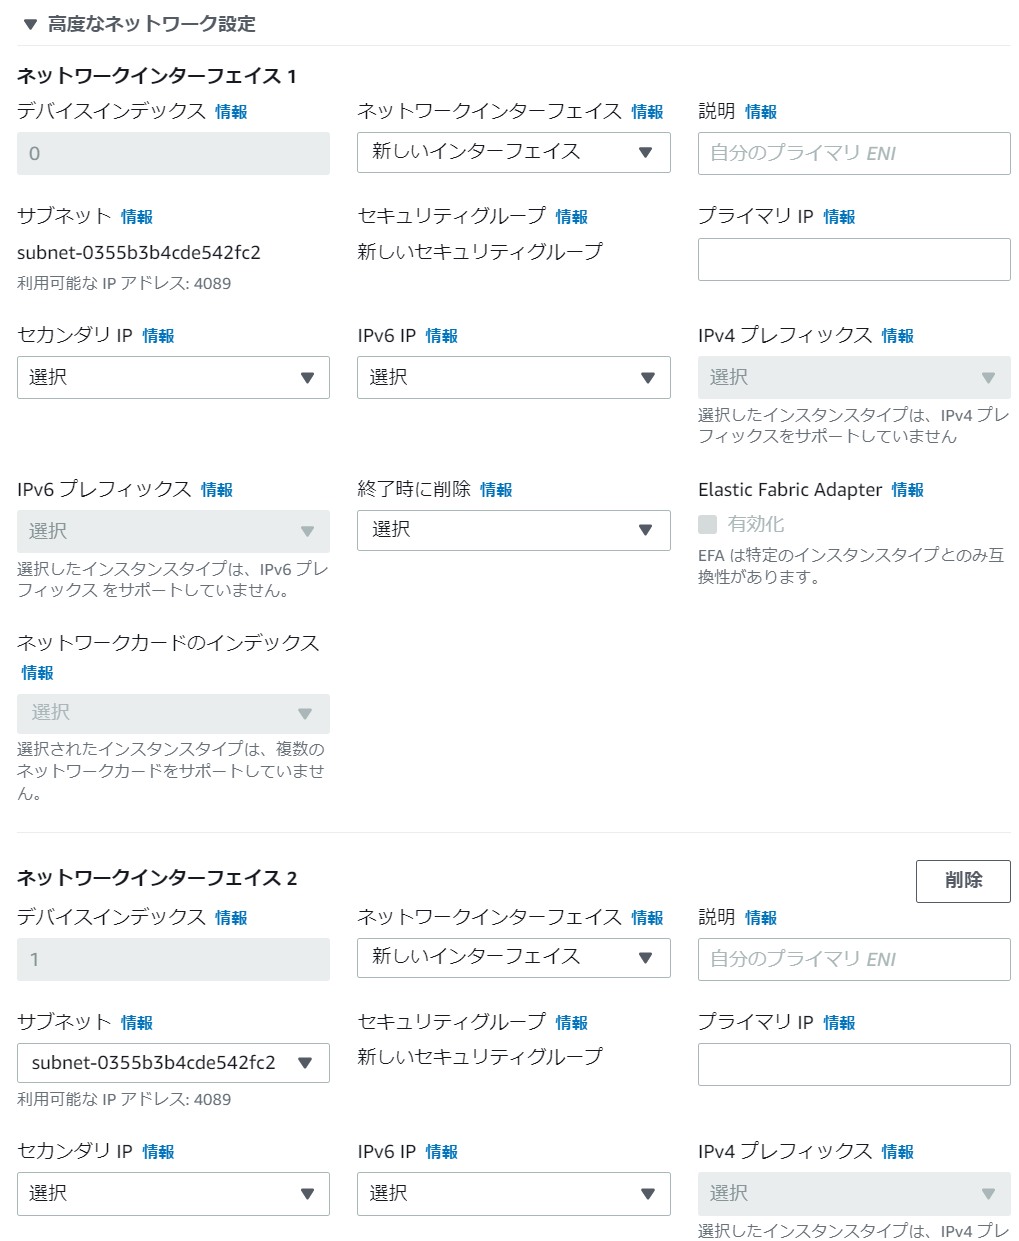 ▼ 高度なネットワーク設定
ネットワークインターフェイス 1
デバイスインデックス 情報
ネットワークインターフェイス 情報
説明 情報
0
新しいインターフェイス
自分のプライマリ ENI
サブネット 情報
セキュリティグループ 情報
プライマリ IP 情報
subnet-0355b3b4cde542fc2
新しいセキュリティグループ
利用可能な IP アドレス: 4089
セカンダリ IP 情報
IPv6 IP 情報
IPv4 プレフィックス 情報
選択
選択
選択
選択したインスタンスタイプは、IPv4 プレ
フィックスをサポートしていません
IPv6 プレフィックス 情報
終了時に削除 情報
Elastic Fabric Adapter 情報
選択
選択
有効化
選択したインスタンスタイプは、IPv6 プレ
フィックス をサポートしていません。
EFA は特定のインスタンスタイプとのみ互
換性があります。
ネットワークカードのインデックス
情報
選択
選択されたインスタンスタイプは、複数の
ネットワークカードをサポートしていませ
ん。
ネットワークインターフェイス 2
削除
デバイスインデックス 情報
ネットワークインターフェイス 情報
説明 情報
1
新しいインターフェイス
自分のプライマリ ENI
サブネット 情報
セキュリティグループ 情報
プライマリ IP 情報
subnet-0355b3b4cde542fc2
新しいセキュリティグループ
利用可能な IP アドレス: 4089
セカンダリ IP 情報
IPv6 IP 情報
IPv4 プレフィックス 情報
選択
選択
選択
選択したインスタンスタイプは、IPv4 プレ